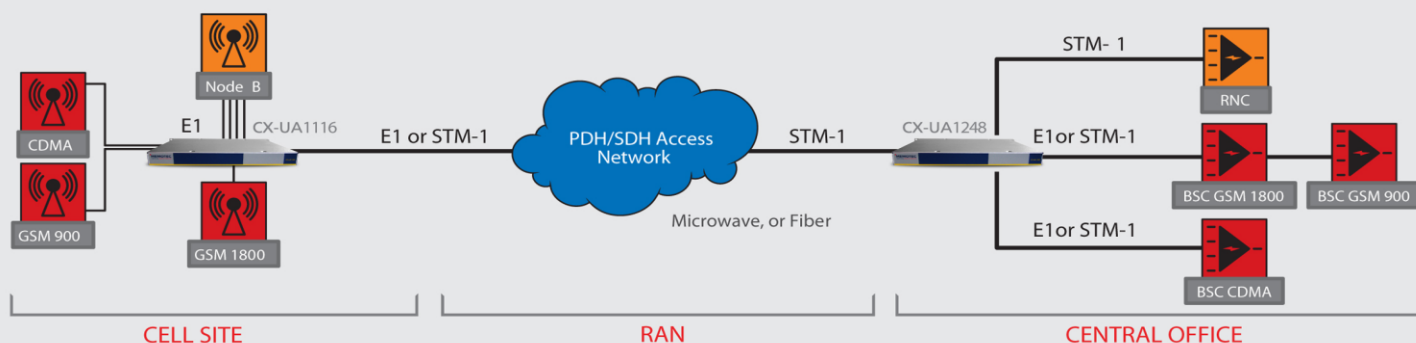 CDMA
GSM 900
Node B
E1
CX-UA1116
GSM 1800
E1 or STM-1
PDH/SDH Access
Network
Microwave, or Fiber
STM-1
CX-UA1248
STM- 1
RNC
E1or STM-1
BSC GSM 1800
BSC GSM 900
E1or STM-1
BSC CDMA
CELL SITE
RAN
CENTRAL OFFICE